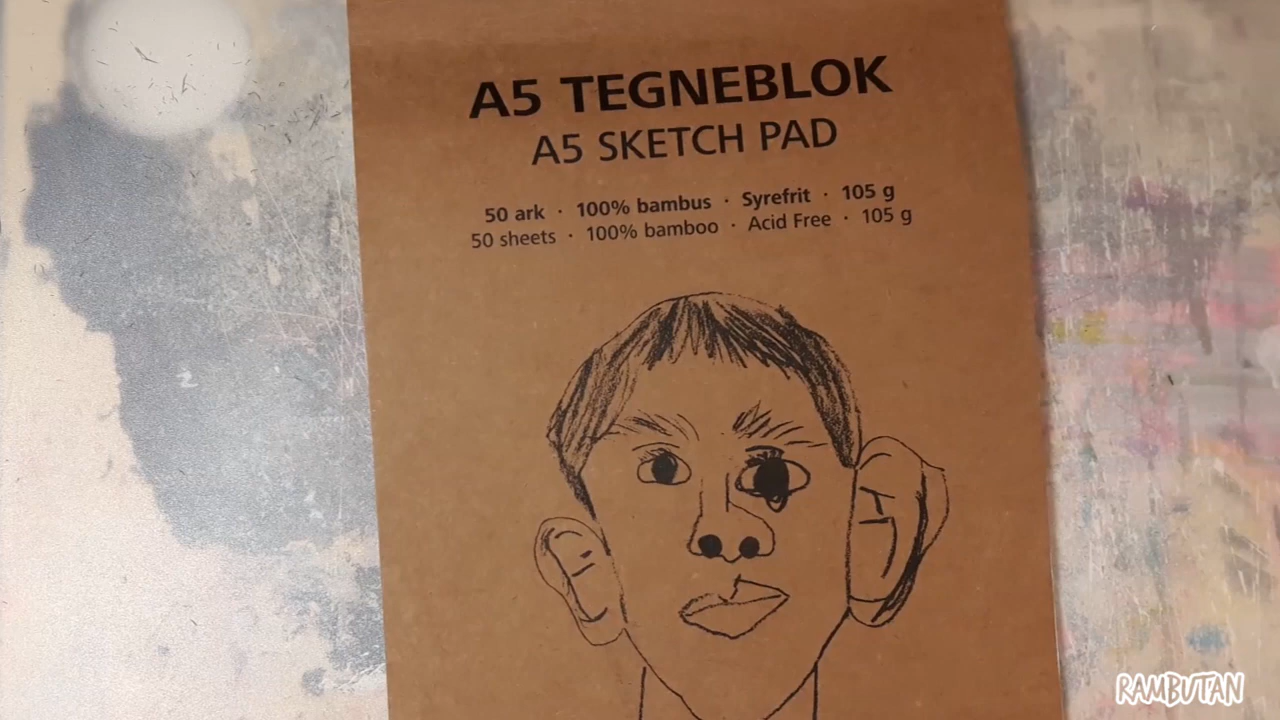 A5 TEGNEBLOK
A5 SKETCH PAD
50 ark · 100% bambus · Syrefrit · 105 g
50 sheets · 100% bamboo · Acid Free · 105 g
RAMBUTAN